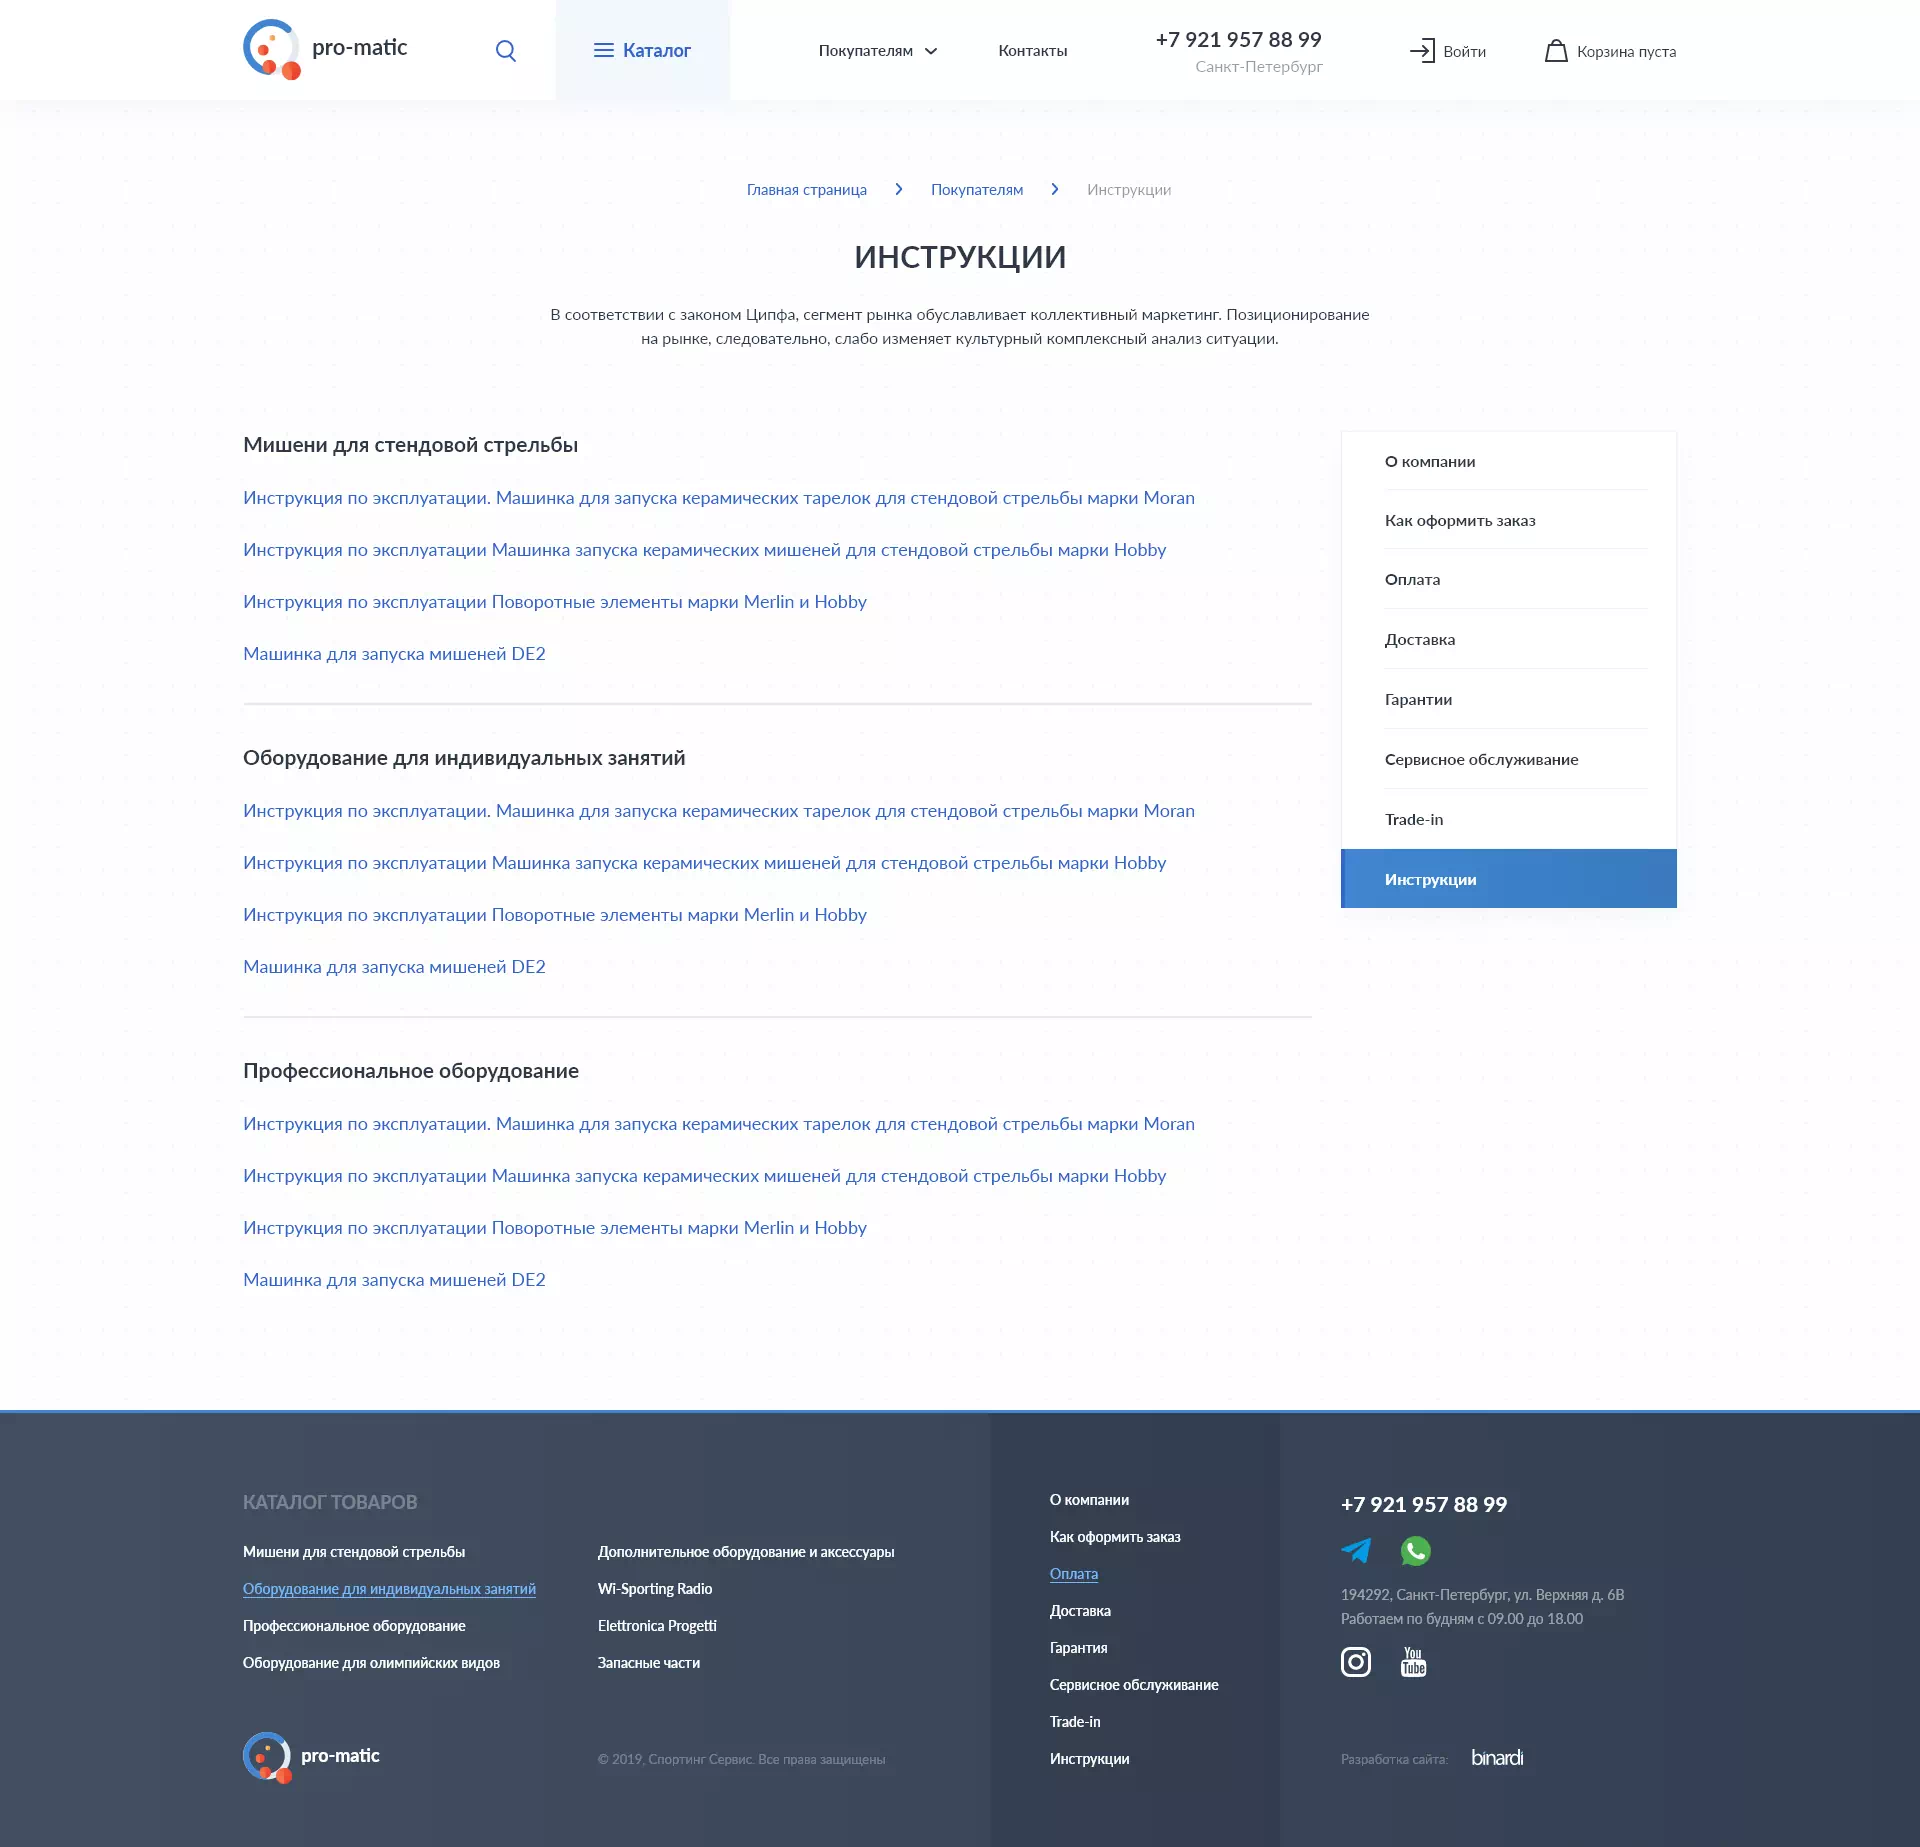 pro-matic
Каталог
Покупателям
Контакты
+7 921 957 88 99
Санкт-Петербург
Войти
Корзина пуста
Главная страница
Покупателям
Инструкции
ИНСТРУКЦИИ
В соответствии с законом Ципфа, сегмент рынка обуславливает коллективный маркетинг. Позиционирование
на рынке, следовательно, слабо изменяет культурный комплексный анализ ситуации.
Мишени для стендовой стрельбы
Инструкция по эксплуатации. Машинка для запуска керамических тарелок для стендовой стрельбы марки Moran
Инструкция по эксплуатации Машинка запуска керамических мишеней для стендовой стрельбы марки Hobby
Инструкция по эксплуатации Поворотные элементы марки Merlin и Hobby
Машинка для запуска мишеней DE2
Оборудование для индивидуальных занятий
Инструкция по эксплуатации. Машинка для запуска керамических тарелок для стендовой стрельбы марки Moran
Инструкция по эксплуатации Машинка запуска керамических мишеней для стендовой стрельбы марки Hobby
Инструкция по эксплуатации Поворотные элементы марки Merlin и Hobby
Машинка для запуска мишеней DE2
Профессиональное оборудование
Инструкция по эксплуатации. Машинка для запуска керамических тарелок для стендовой стрельбы марки Moran
Инструкция по эксплуатации Машинка запуска керамических мишеней для стендовой стрельбы марки Hobby
Инструкция по эксплуатации Поворотные элементы марки Merlin и Hobby
Машинка для запуска мишеней DE2
О компании
Как оформить заказ
Оплата
Доставка
Гарантии
Сервисное обслуживание
Trade-in
Инструкции
КАТАЛОГ ТОВАРОВ
Мишени для стендовой стрельбы
Оборудование для индивидуальных занятий
Профессиональное оборудование
Оборудование для олимпийских видов
Дополнительное оборудование и аксессуары
Wi-Sporting Radio
Elettronica Progetti
Запасные части
О компании
Как оформить заказ
Оплата
Доставка
Гарантия
Сервисное обслуживание
Trade-in
Инструкции
+7 921 957 88 99
194292, Санкт-Петербург, ул. Верхняя д. 6В
Работаем по будням с 09.00 до 18.00
You
Tube
pro-matic
© 2019, Спортинг Сервис. Все права защищены
Разработка сайта:
binardi